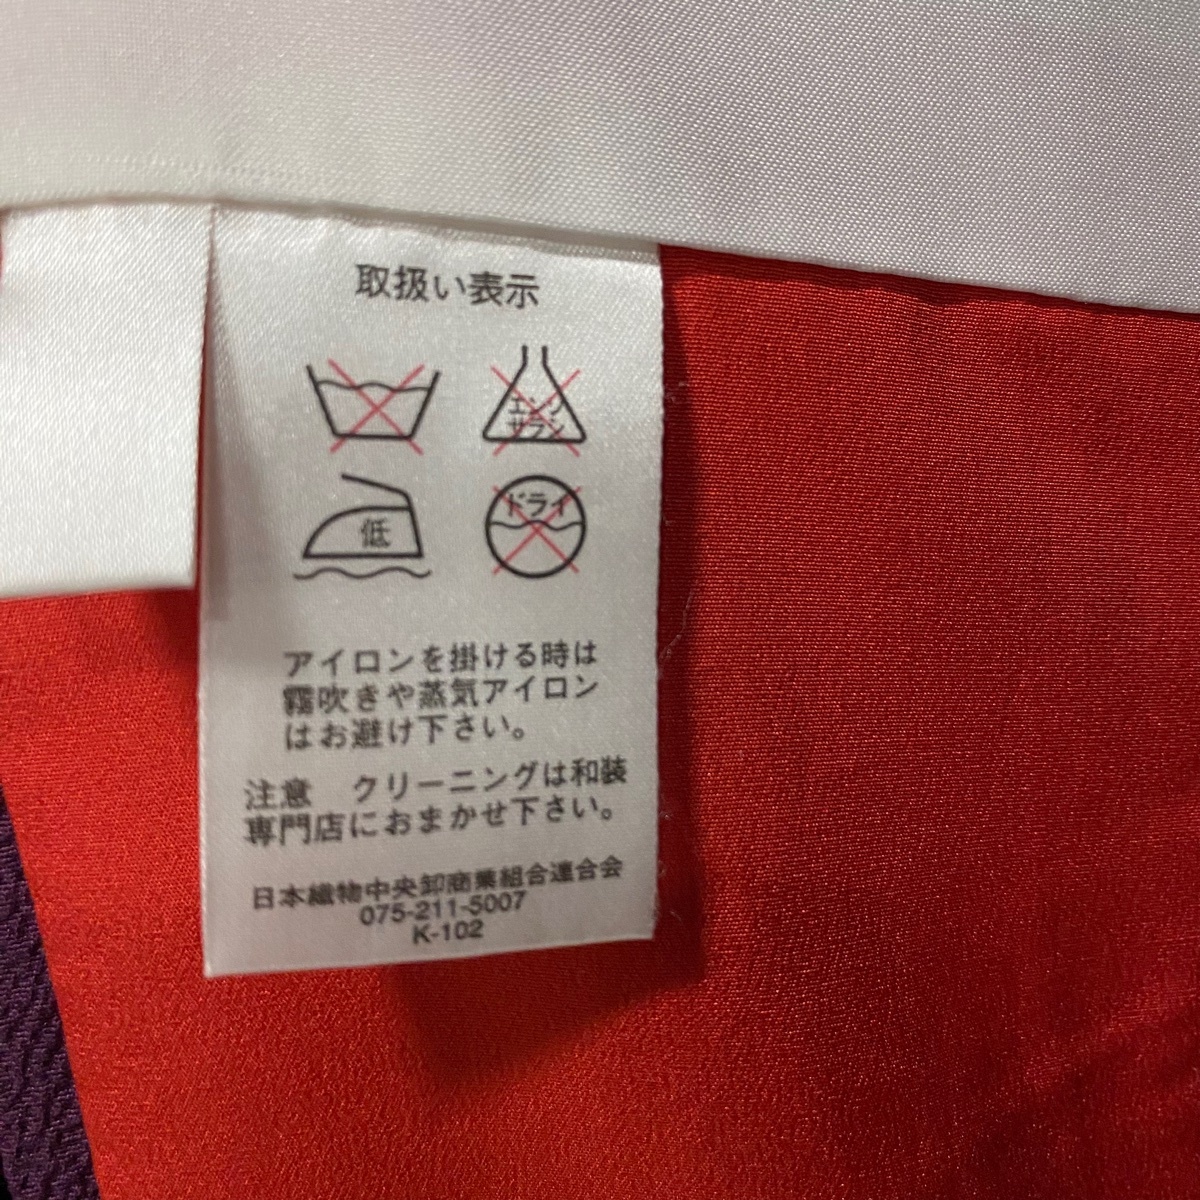 取扱い表示
エンソ
サラシ
低
ドライ
アイロンを掛ける時は
霧吹きや蒸気アイロン
はお避け下さい。
注意　クリーニングは和装
専門店におまかせ下さい。
日本織物中央卸商業組合連合会
075-211-5007
K-102